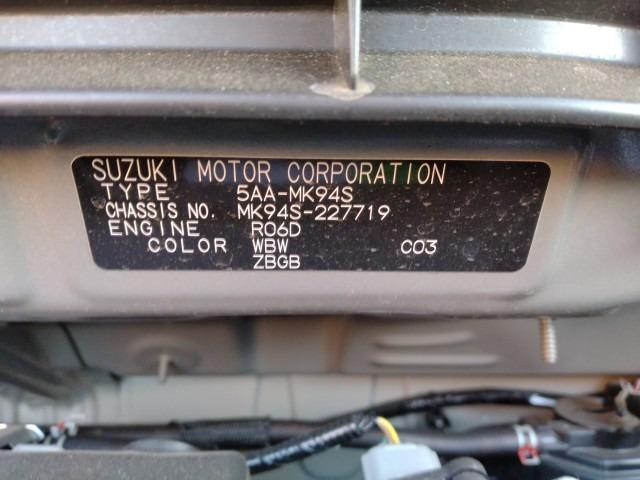 SUZUKI MOTOR CORPORATION
TYPE 5AA-MK94S
CHASSIS NO. MK94S-227719
ENGINE R06D
COLOR WBW C03
ZBGB